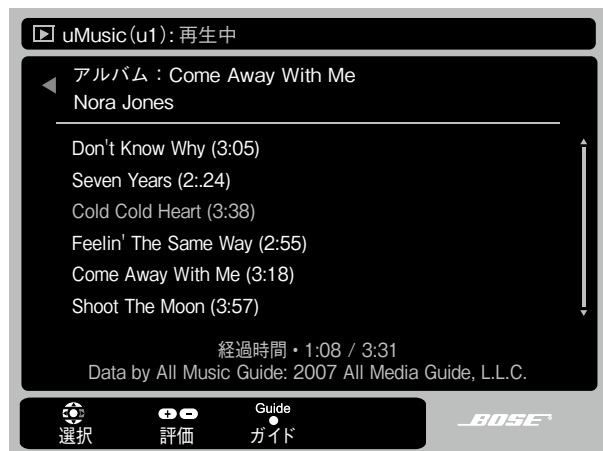 uMusic(u1):再生中
アルバム：Come Away With Me
Nora Jones
Don't Know Why (3:05)
Seven Years (2:.24)
Cold Cold Heart (3:38)
Feelin' The Same Way (2:55)
Come Away With Me (3:18)
Shoot The Moon (3:57)
経過時間・1:08 / 3:31
Data by All Music Guide: 2007 All Media Guide, L.L.C.
選択
評価
Guide
ガイド
BOSE